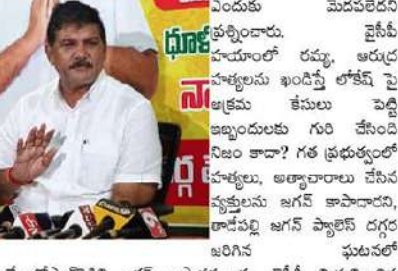 ధూళి
నా
ర్గ తె
ఎందుకు మెదపలేదని
ప్రశ్నించారు. వైసీపీ
హయాంలో రమ్య, ఆరుద్ర
హత్యలను ఖండిస్తే లోకేష్ పై
అక్రమ కేసులు పెట్టి
ఇబ్బందులకు గురి చేసింది
నిజం కాదా? గత ప్రభుత్వంలో
హత్యలు, అత్యాచారాలు చేసిన
వ్యక్తులను జగన్ కాపాడారని,
తాడేపల్లి జగన్ ప్యాలెస్ దగ్గర
జరిగిన ఘటనలో